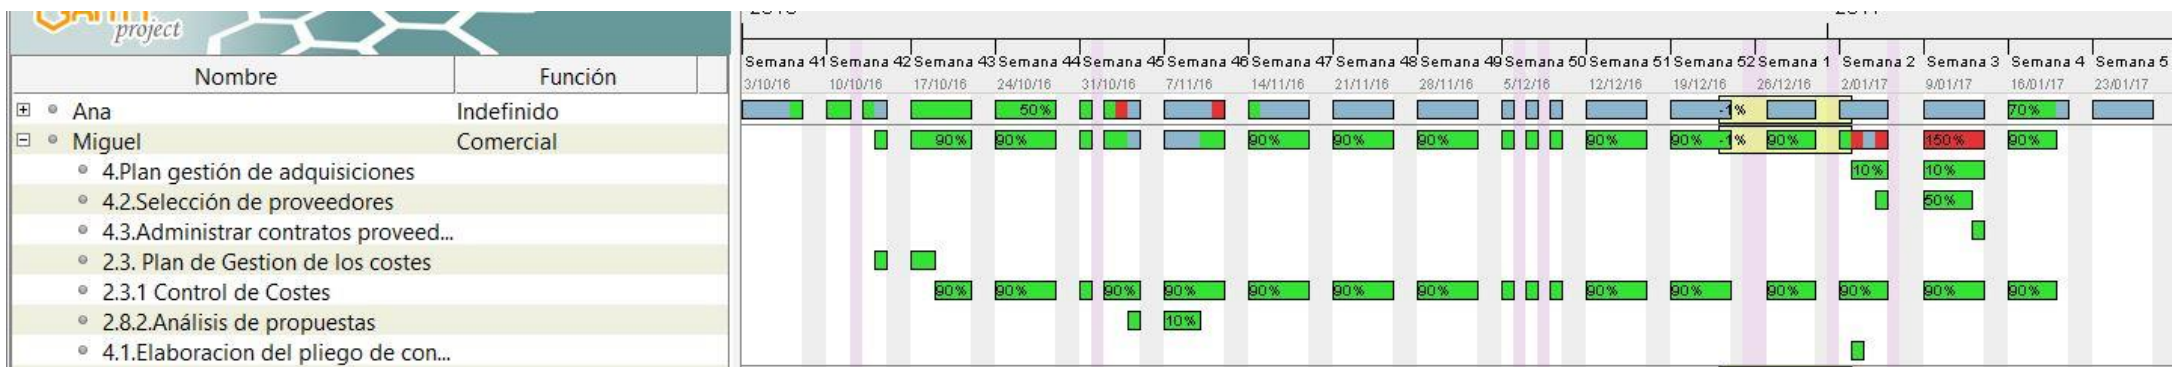 GANTT
project
Nombre Función
Semana 41 Semana 42 Semana 43 Semana 44 Semana 45 Semana 46 Semana 47 Semana 48 Semana 49 Semana 50 Semana 51 Semana 52 Semana 1 Semana 2 Semana 3 Semana 4 Semana 5
3/10/16 10/10/16 17/10/16 24/10/16 31/10/16 7/11/16 14/11/16 21/11/16 28/11/16 5/12/16 12/12/16 19/12/16 26/12/16 2/01/17 9/01/17 16/01/17 23/01/17
Ana Indefinido 50% -1% 70%
Miguel Comercial 90% 90% 90% 90% 90% 90% 90% -1% 90% 150% 90%
4.Plan gestión de adquisiciones 10% 10%
4.2.Selección de proveedores 50%
4.3.Administrar contratos proveed...
2.3. Plan de Gestion de los costes
2.3.1 Control de Costes 90% 90% 90% 90% 90% 90% 90% 90% 90% 90% 90% 90% 90%
2.8.2.Análisis de propuestas 10%
4.1.Elaboracion del pliego de con...